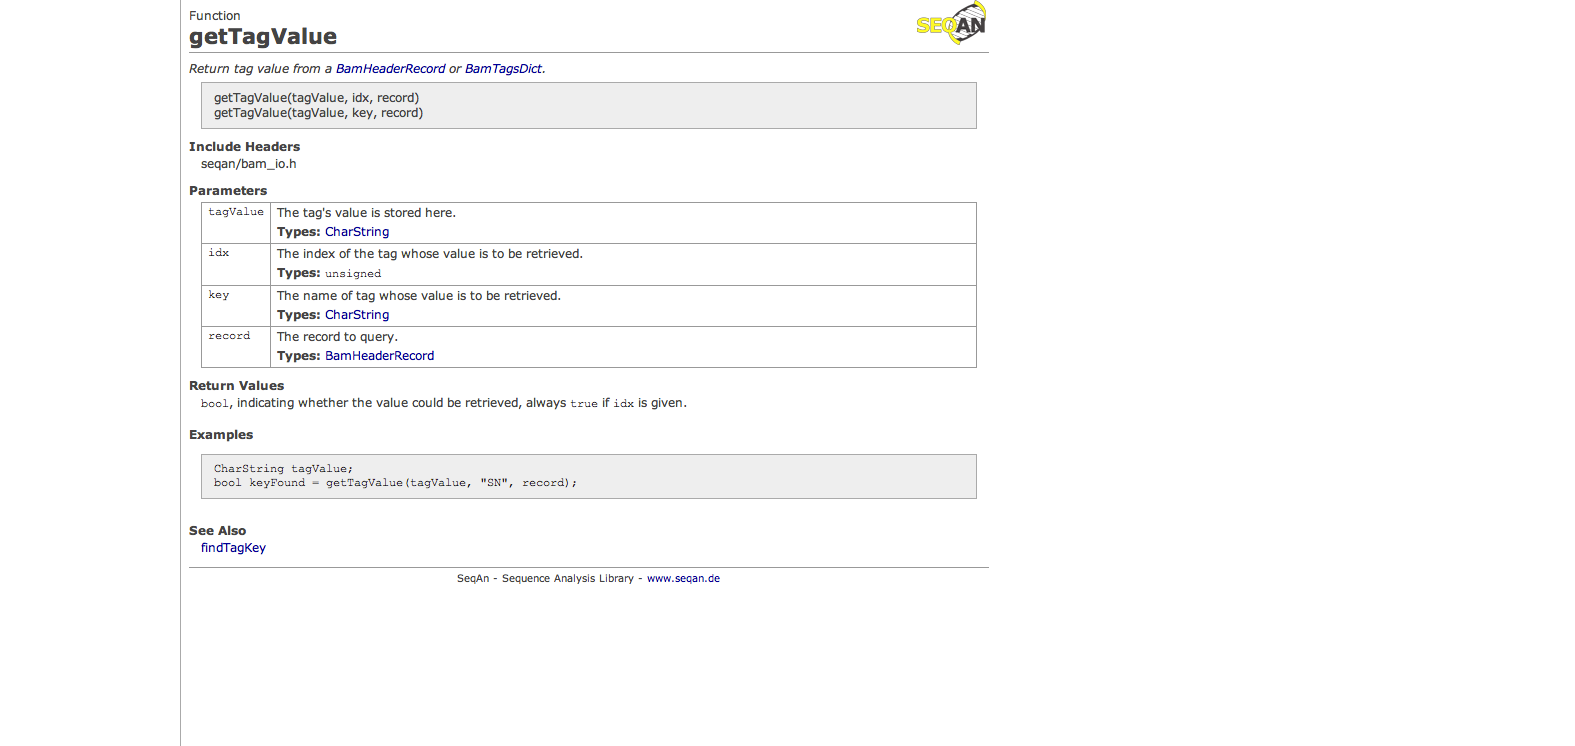 Function
getTagValue
SEQAN
Return tag value from a BamHeaderRecord or BamTagsDict.
getTagValue(tagValue, idx, record)
getTagValue(tagValue, key, record)
Include Headers
seqan/bam_io.h
Parameters
tagValue The tag's value is stored here.
Types: CharString
idx The index of the tag whose value is to be retrieved.
Types: unsigned
key The name of tag whose value is to be retrieved.
Types: CharString
record The record to query.
Types: BamHeaderRecord
Return Values
bool, indicating whether the value could be retrieved, always true if idx is given.
Examples
CharString tagValue;
bool keyFound = getTagValue(tagValue, "SN", record);
See Also
findTagKey
SeqAn - Sequence Analysis Library - www.seqan.de